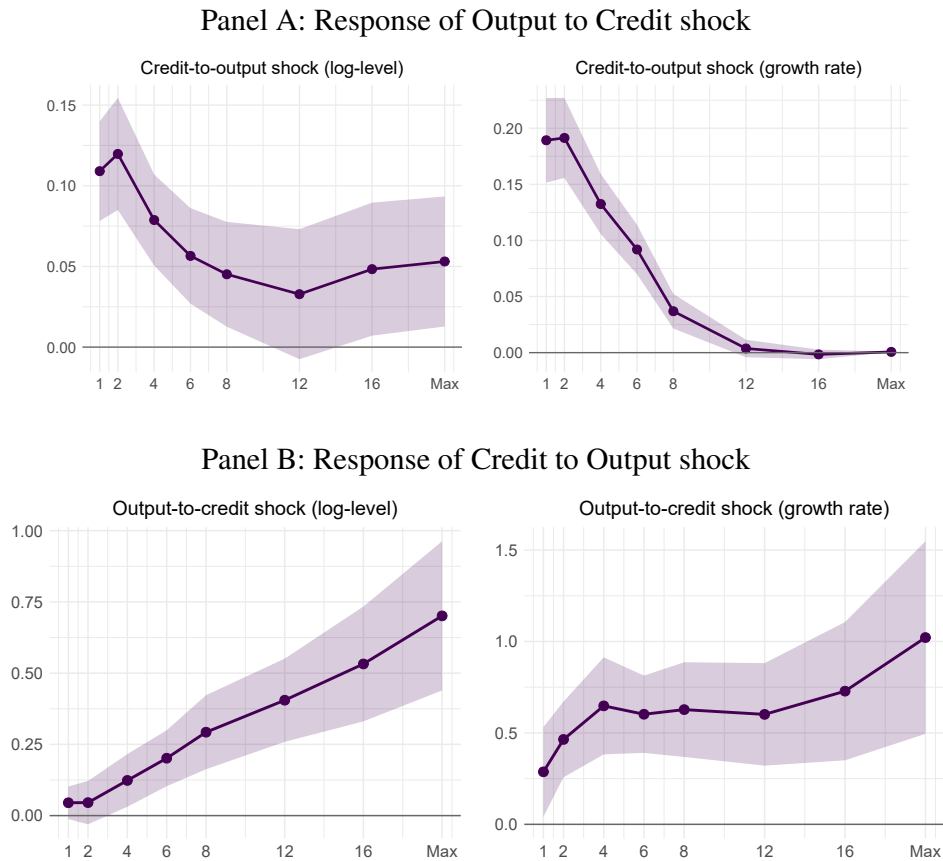 Panel A: Response of Output to Credit shock
Credit-to-output shock (log-level)
0.15
0.10
0.05
0.00
1 2 4 6 8 12 16 Max
Credit-to-output shock (growth rate)
0.20
0.15
0.10
0.05
0.00
1 2 4 6 8 12 16 Max
Panel B: Response of Credit to Output shock
Output-to-credit shock (log-level)
1.00
0.75
0.50
0.25
0.00
1 2 4 6 8 12 16 Max
Output-to-credit shock (growth rate)
1.5
1.0
0.5
0.0
1 2 4 6 8 12 16 Max